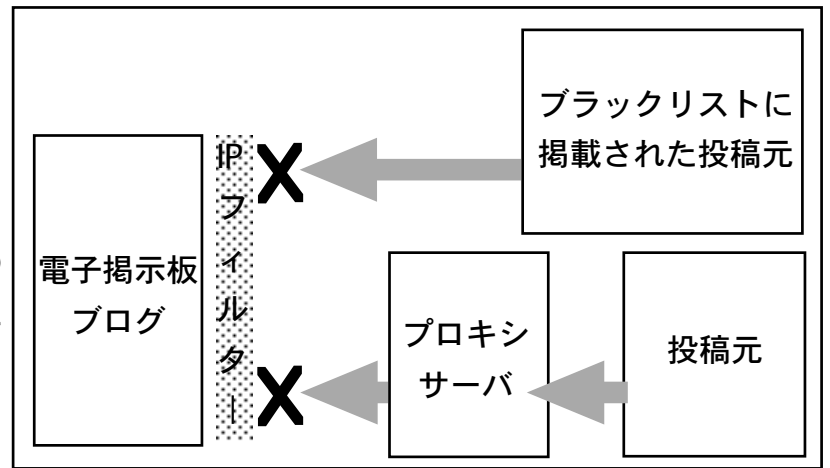 ブラックリストに
掲載された投稿元
IPフィルター
電子掲示板
ブログ
プロキシ
サーバ
投稿元